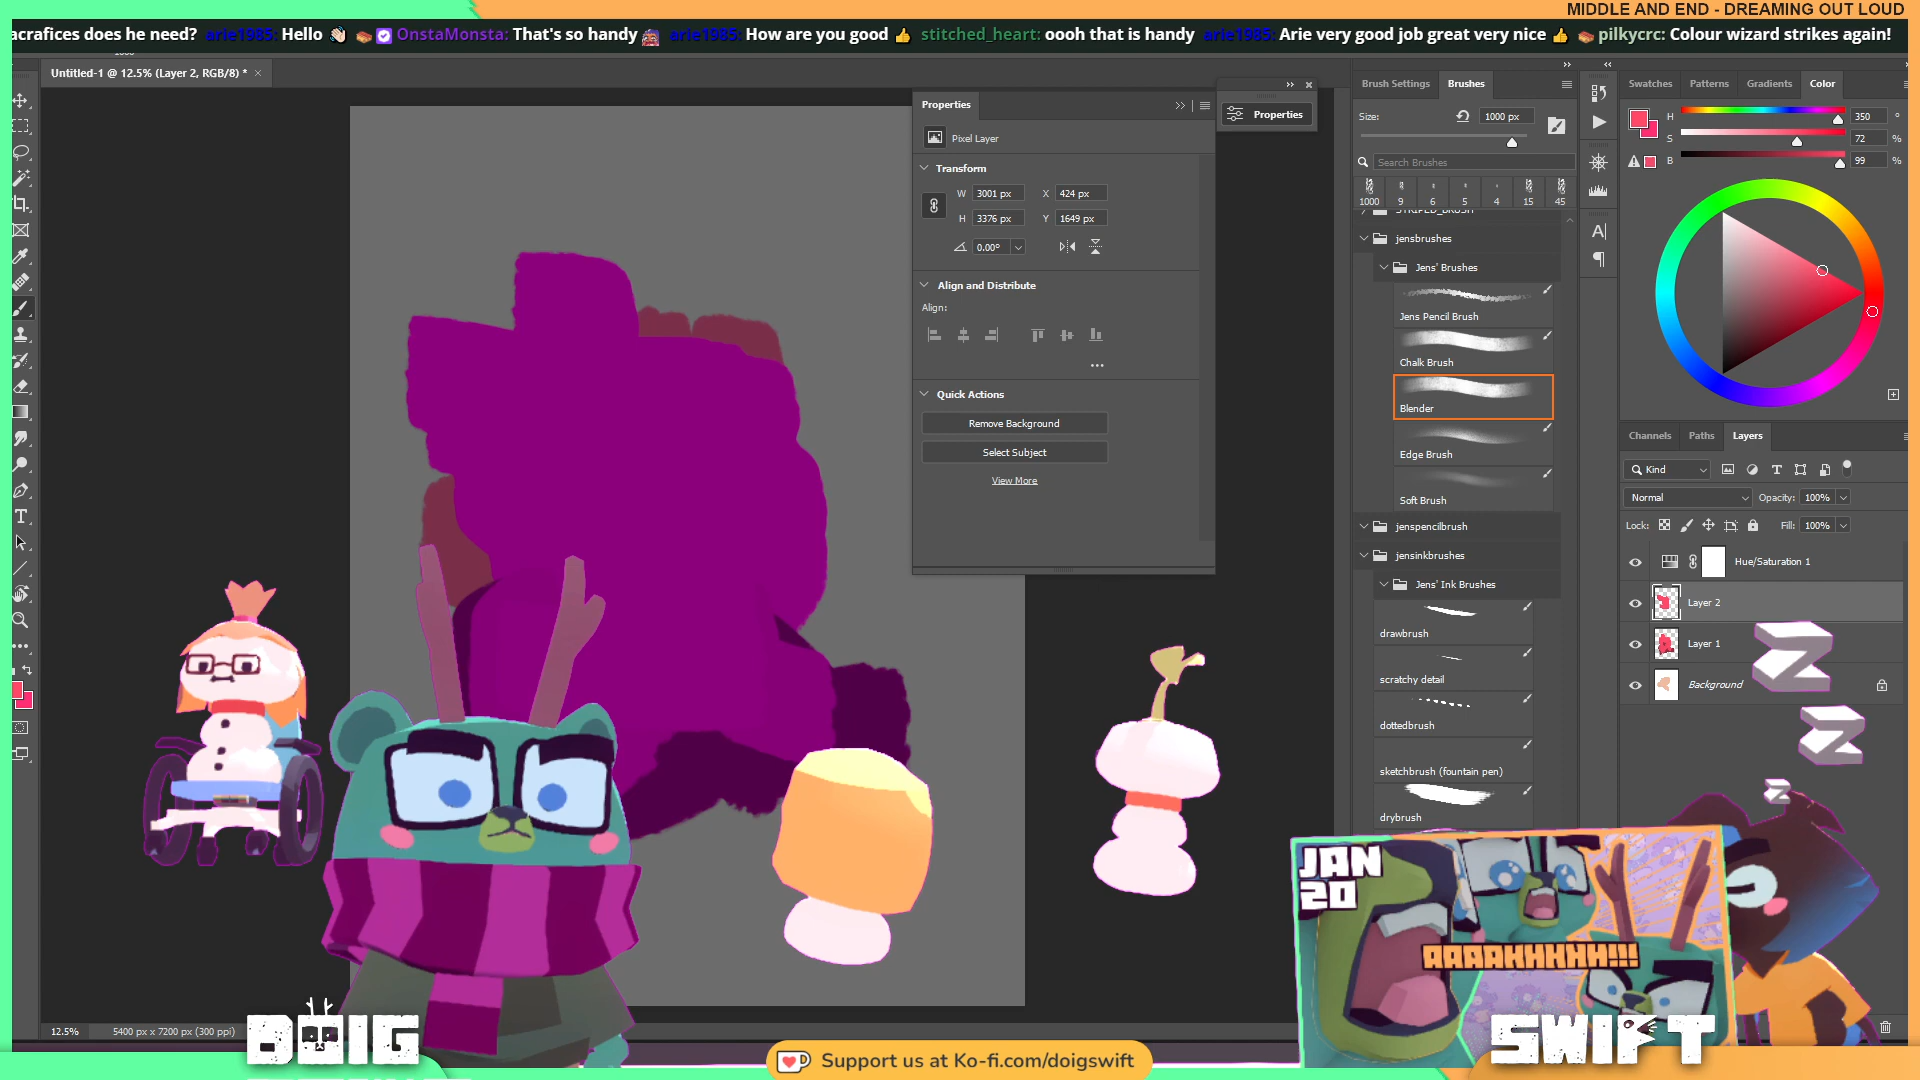 MIDDLE AND END - DREAMING OUT LOUD
acrafices does he need? arie1985: Hello OnstaMonsta: That's so handy arie1985: How are you good stitched_heart: oooh that is handy arie1985: Arie very good job great very nice pilkycrc: Colour wizard strikes again!
Untitled-1 @ 12.5% (Layer 2, RGB/8) *
Properties
Pixel Layer
Transform
W 3001 px X 424 px
H 3376 px Y 1649 px
0.00°
Align and Distribute
Align:
Quick Actions
Remove Background
Select Subject
View More
Properties
Brush Settings Brushes
Size: 1000 px
Search Brushes
1000 9 6 5 4 15 45
STRIPED_BRUSH
jensbrushes
Jens' Brushes
Jens Pencil Brush
Chalk Brush
Blender
Edge Brush
Soft Brush
jenspencilbrush
jensinkbrushes
Jens' Ink Brushes
drawbrush
scratchy detail
dottedbrush
sketchbrush (fountain pen)
drybrush
Swatches Patterns Gradients Color
H 350 °
S 72 %
B 99 %
Channels Paths Layers
Kind
Normal Opacity: 100%
Lock: Fill: 100%
Hue/Saturation 1
Layer 2
Layer 1
Background
Z
Z
Z
JAN
20
AAAAHHHHH!!!
12.5% 5400 px x 7200 px (300 ppi)
DOIG
SWIFT
Support us at Ko-fi.com/doigswift